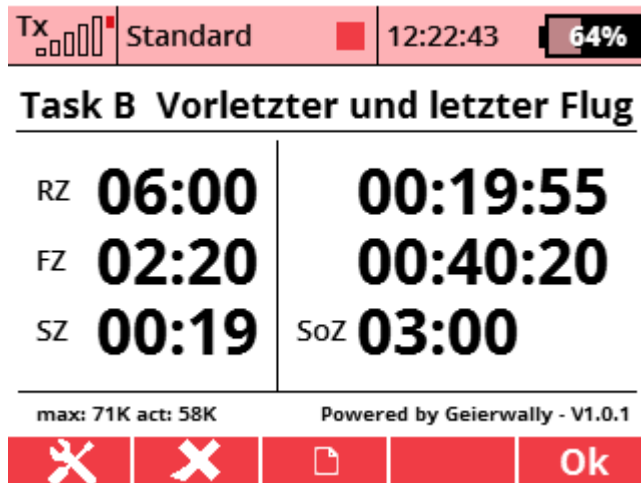 Tx Standard 12:22:43 64%
Task B Vorletzter und letzter Flug
RZ 06:00 00:19:55
FZ 02:20 00:40:20
SZ 00:19 SoZ 03:00
max: 71K act: 58K Powered by Geierwally - V1.0.1
Ok